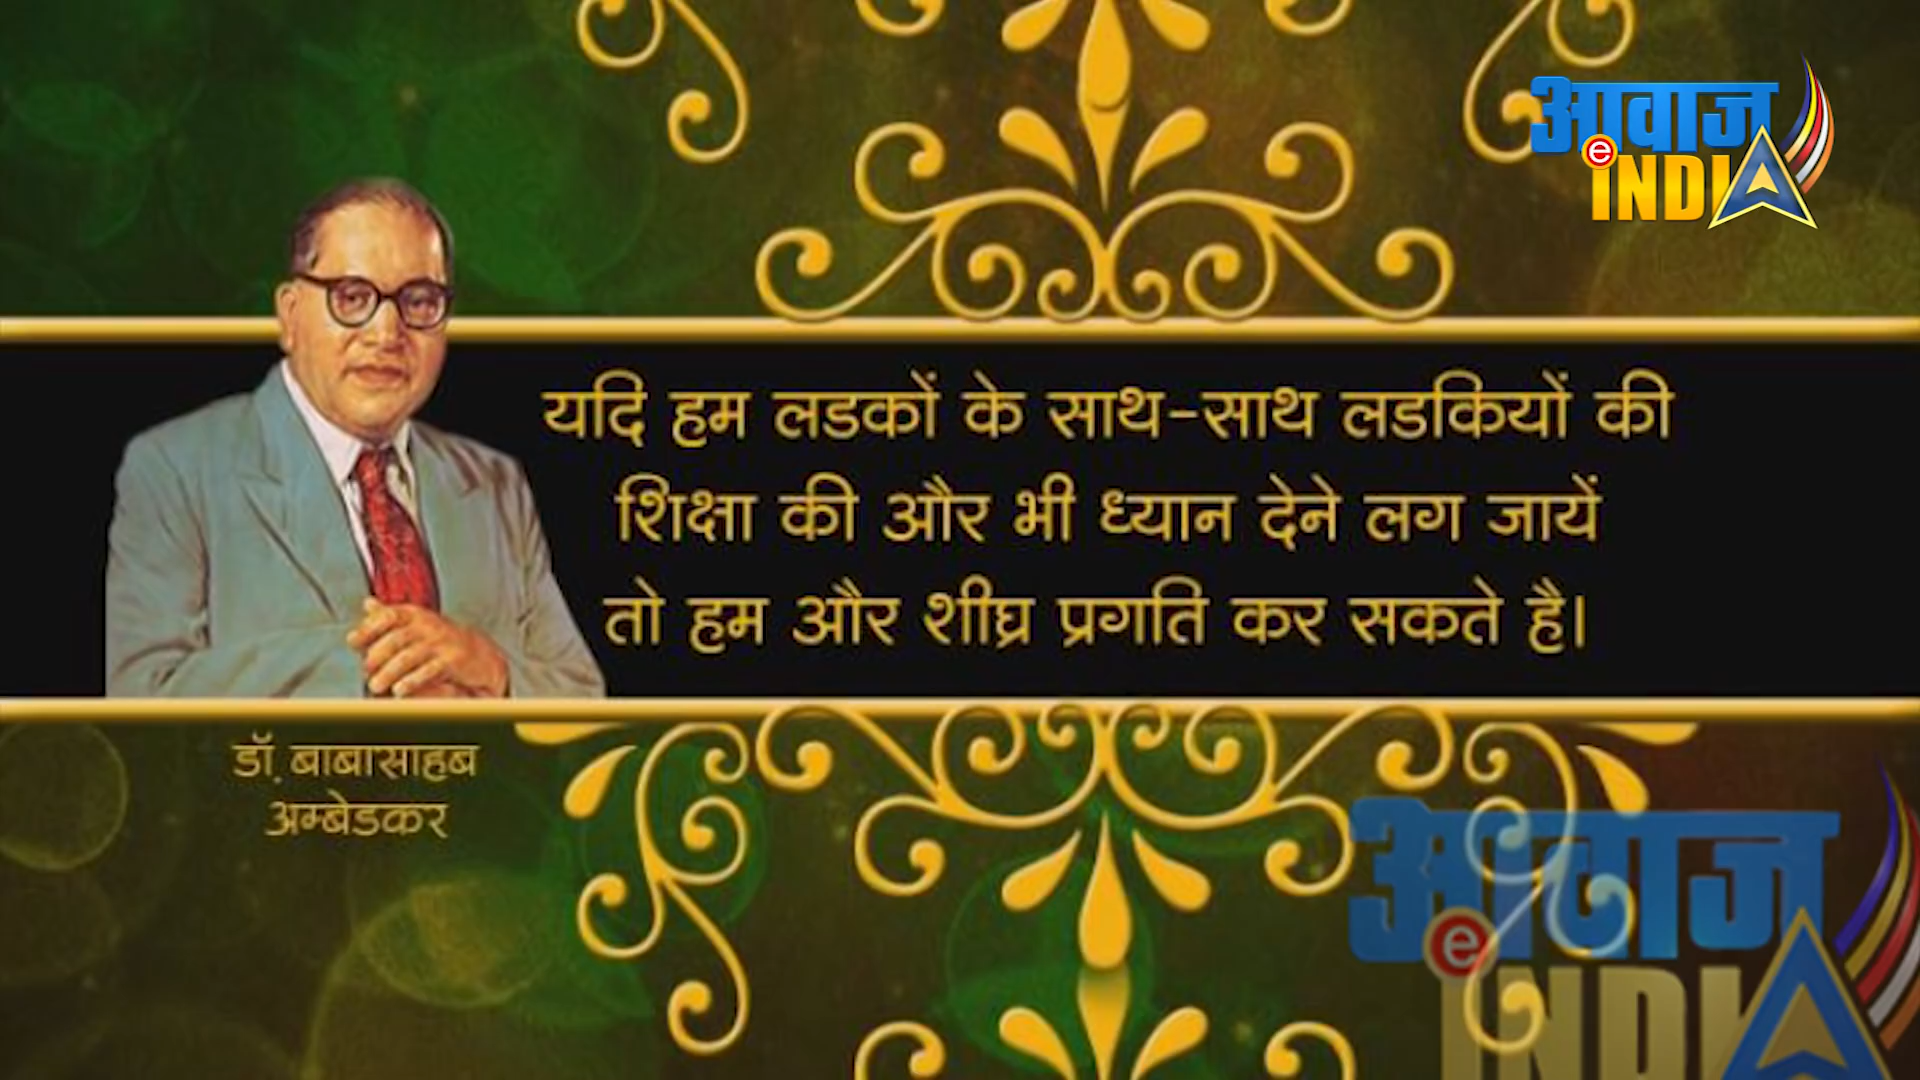 आवाज
e
INDIA
यदि हम लडकों के साथ-साथ लडकियों की
शिक्षा की और भी ध्यान देने लग जायें
तो हम और शीघ्र प्रगति कर सकते है।
डॉ. बाबासाहब
अम्बेडकर
आवाज
e
INDIA